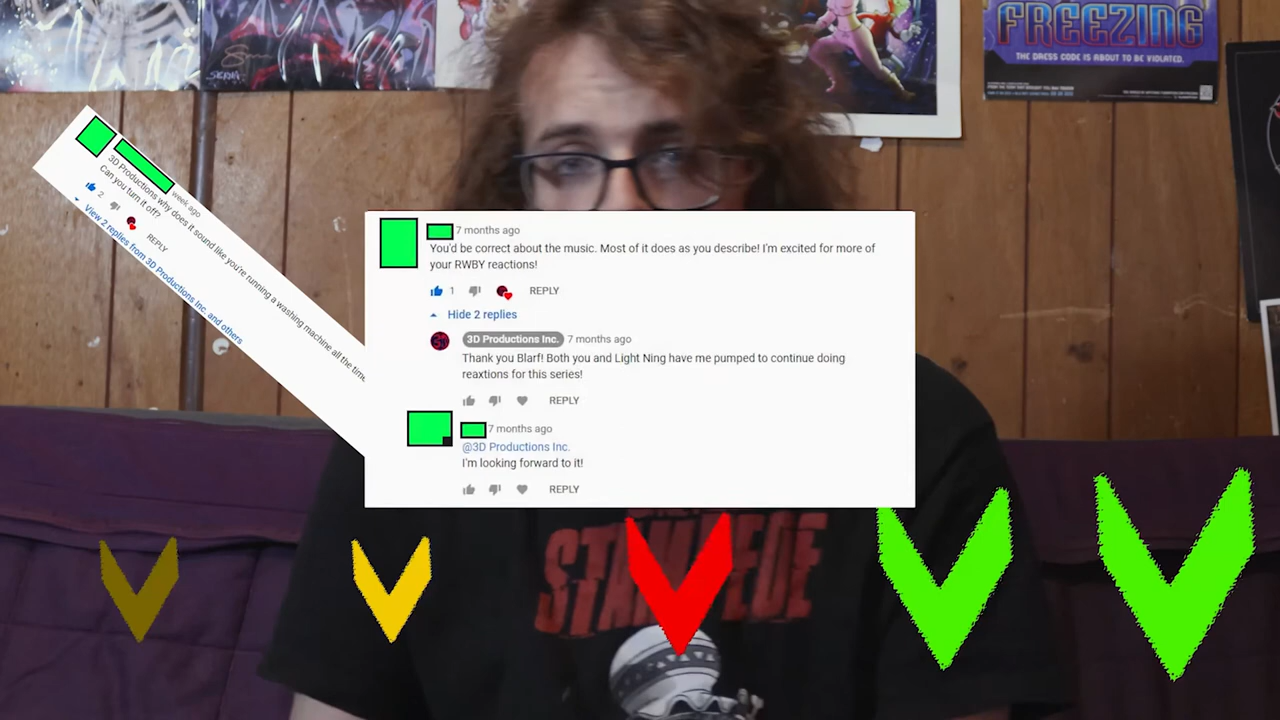 FREEZING
THE DRESS CODE IS ABOUT TO BE VIOLATED.
week ago
3D Productions why does it sound like you're running a washing machine all the time
Can you turn it off?
2
REPLY
View 2 replies from 3D Productions Inc. and others
7 months ago
You'd be correct about the music. Most of it does as you describe! I'm excited for more of
your RWBY reactions!
1
REPLY
Hide 2 replies
3D Productions Inc. 7 months ago
Thank you Blarf! Both you and Light Ning have me pumped to continue doing
reaxtions for this series!
REPLY
7 months ago
@3D Productions Inc.
I'm looking forward to it!
REPLY
STAMPEDE